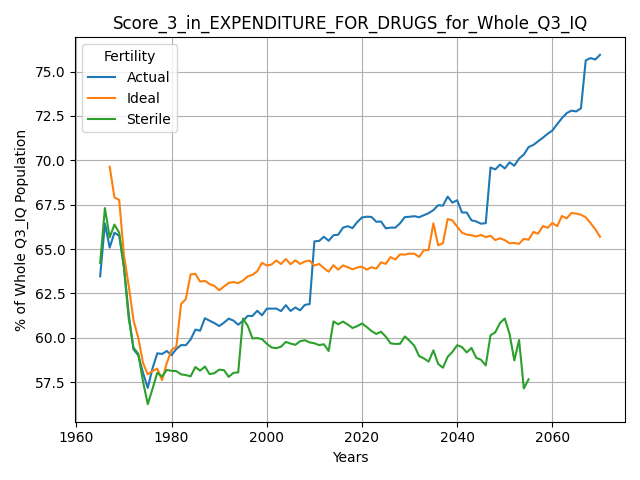 Score_3_in_EXPENDITURE_FOR_DRUGS_for_Whole_Q3_IQ
Fertility
Actual
Ideal
Sterile
% of Whole Q3_IQ Population
75.0
72.5
70.0
67.5
65.0
62.5
60.0
57.5
1960
1980
2000
2020
2040
2060
Years